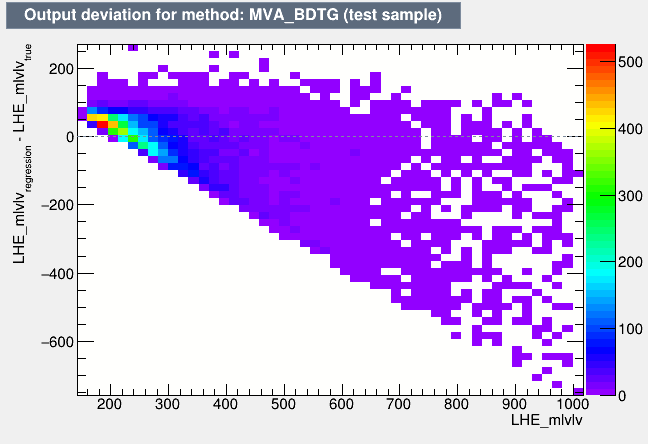 Output deviation for method: MVA_BDTG (test sample)
LHE_mlvlv_regression - LHE_mlvlv_true
200
0
−200
−400
−600
200 300 400 500 600 700 800 900 1000
LHE_mlvlv
500
400
300
200
100
0